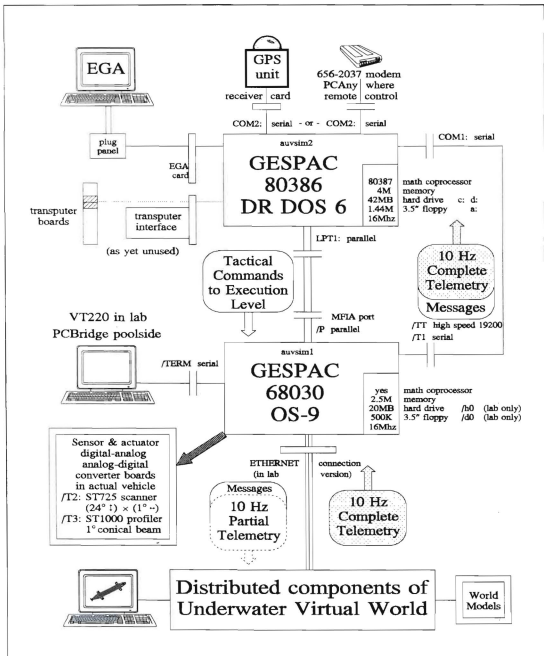 EGA
GPS
unit
receiver card
656-2037 modem
PCAny where
remote control
COM2: serial - or - COM2: serial
COM1: serial
plug
panel
EGA
card
auvsim2
GESPAC
80386
DR DOS 6
80387 math coprocessor
4M memory
42MB hard drive c: d:
1.44M 3.5" floppy a:
16Mhz
transputer
boards
transputer
interface
(as yet unused)
LPT1: parallel
Tactical
Commands
to Execution
Level
10 Hz
Complete
Telemetry
Messages
MFIA port
/P parallel
/TT high speed 19200
/T1 serial
VT220 in lab
PCBridge poolside
/TERM serial
auvsim1
GESPAC
68030
OS-9
yes math coprocessor
2.5M memory
20MB hard drive /h0 (lab only)
500K 3.5" floppy /d0 (lab only)
16Mhz
Sensor & actuator
digital-analog
analog-digital
converter boards
in actual vehicle
/T2: ST725 scanner
(24° ↕) × (1° ↔)
/T3: ST1000 profiler
1° conical beam
ETHERNET connection
(in lab version)
Messages
10 Hz
Partial
Telemetry
10 Hz
Complete
Telemetry
Distributed components of
Underwater Virtual World
World
Models